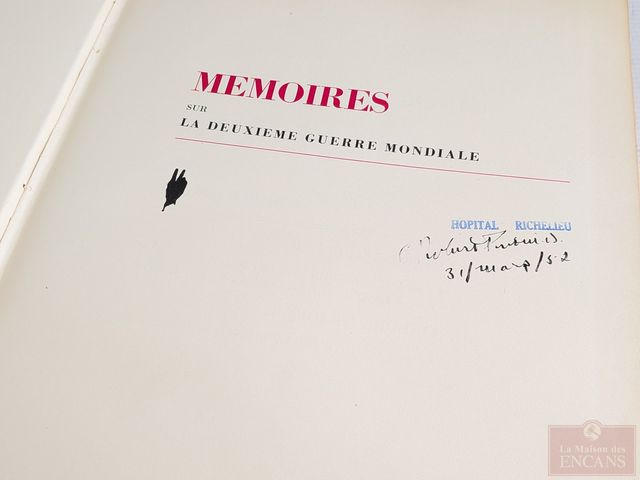 MEMOIRES
SUR
LA DEUXIEME GUERRE MONDIALE
HOPITAL RICHELIEU
31/mars/52
La Maison des
ENCANS